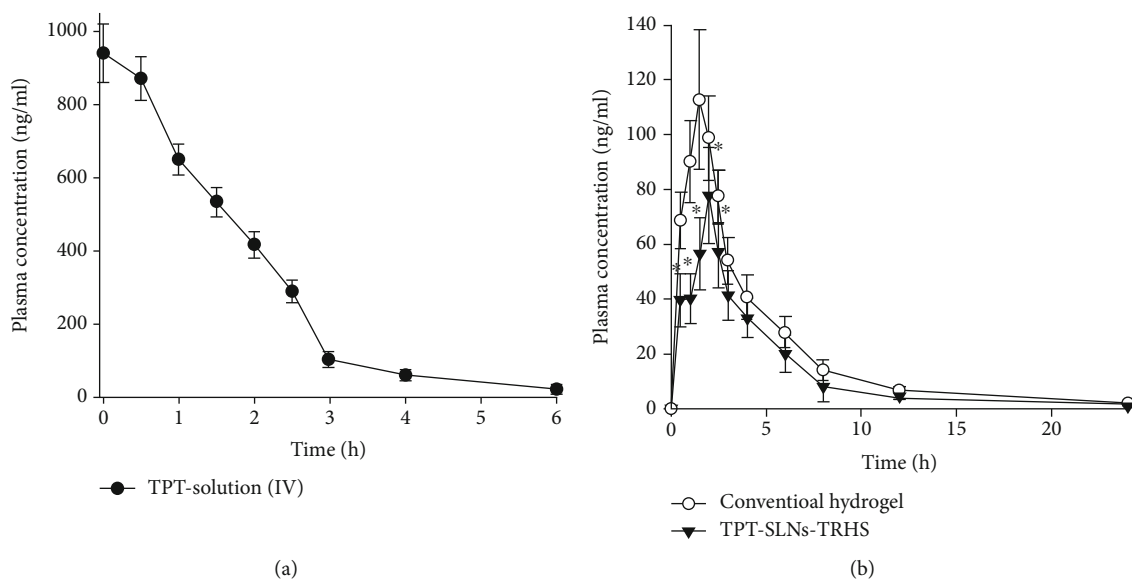 1000
800
600
400
200
0
Plasma concentration (ng/ml)
0 1 2 3 4 5 6
Time (h)
TPT-solution (IV)
(a)
140
120
100
80
60
40
20
0
Plasma concentration (ng/ml)
* * * * *
0 5 10 15 20
Time (h)
Conventioal hydrogel
TPT-SLNs-TRHS
(b)